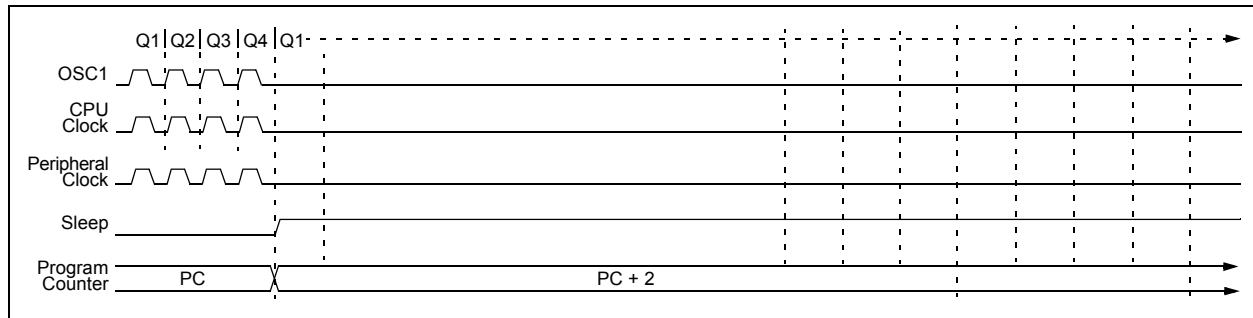 Q1 Q2 Q3 Q4 Q1
OSC1
CPU
Clock
Peripheral
Clock
Sleep
Program
Counter
PC
PC + 2